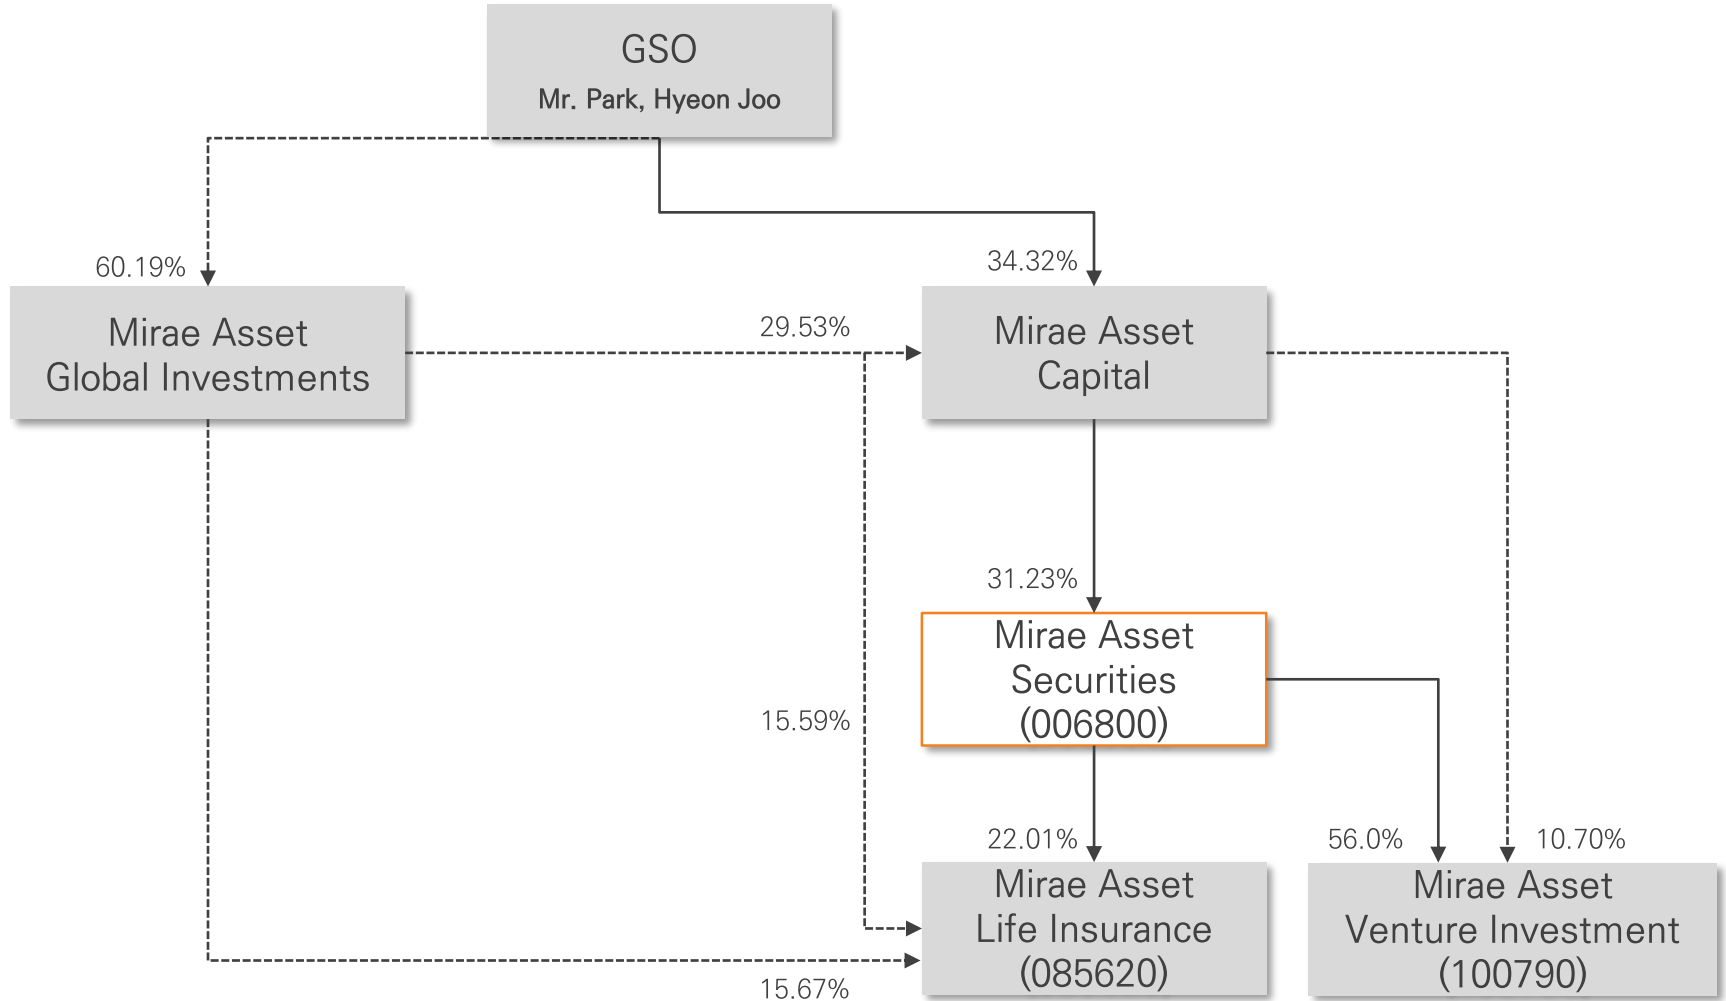 GSO
Mr. Park, Hyeon Joo
60.19%
34.32%
Mirae Asset
Global Investments
29.53%
Mirae Asset
Capital
31.23%
Mirae Asset
Securities
(006800)
15.59%
22.01%
56.0%
10.70%
Mirae Asset
Life Insurance
(085620)
Mirae Asset
Venture Investment
(100790)
15.67%